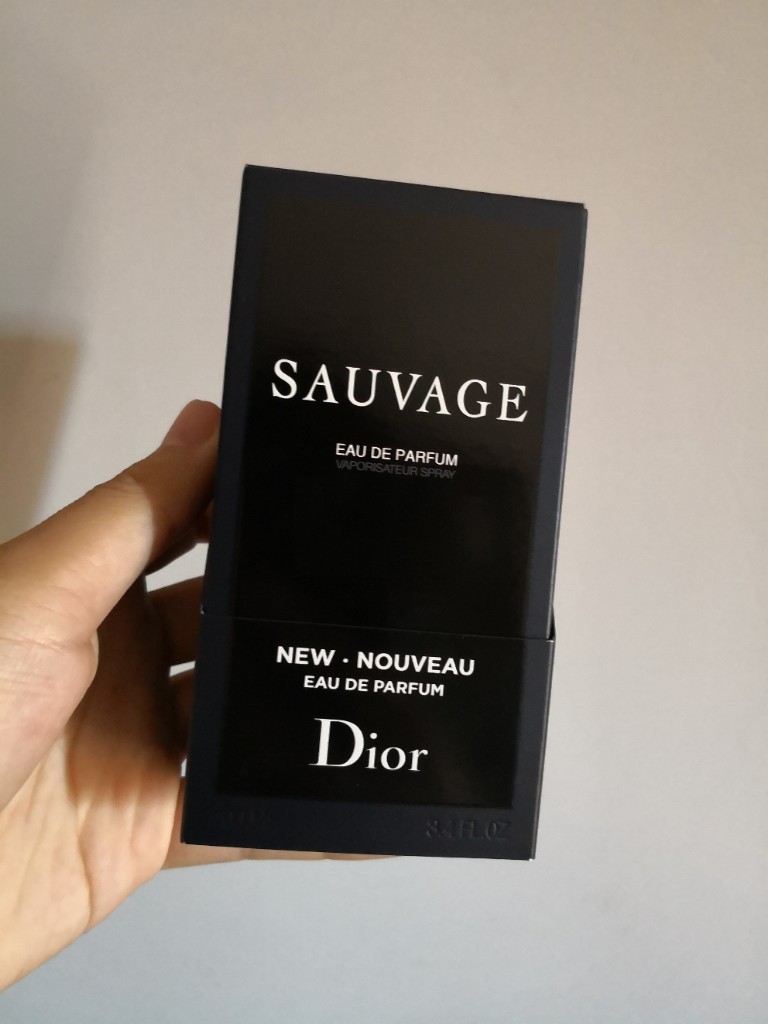 SAUVAGE
EAU DE PARFUM
VAPORISATEUR SPRAY
NEW · NOUVEAU
EAU DE PARFUM
Dior
3.4 FL.OZ